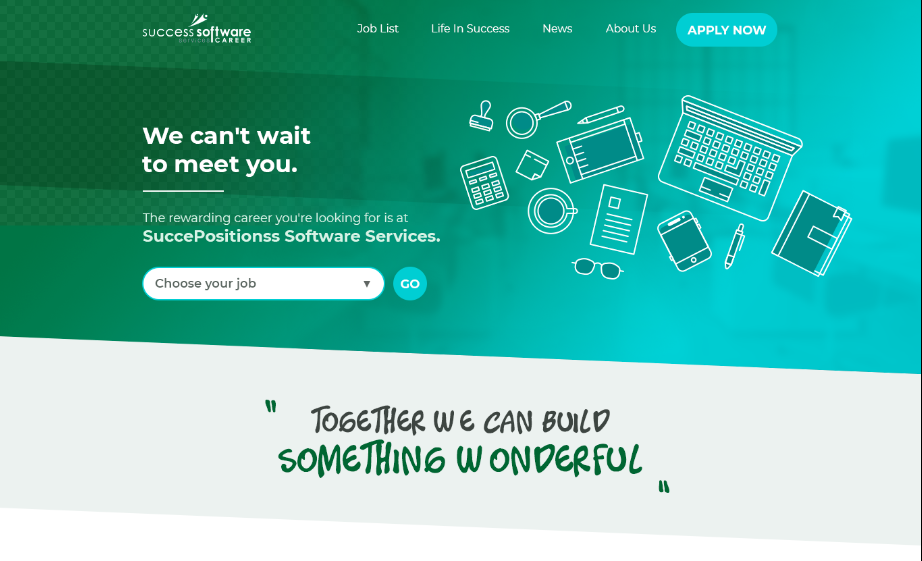 success software
services CAREER
Job List
Life In Success
News
About Us
APPLY NOW
We can't wait
to meet you.
The rewarding career you're looking for is at
SuccePositionss Software Services.
Choose your job ▼
GO
"
TOGETHER WE CAN BUILD
SOMETHING WONDERFUL
"